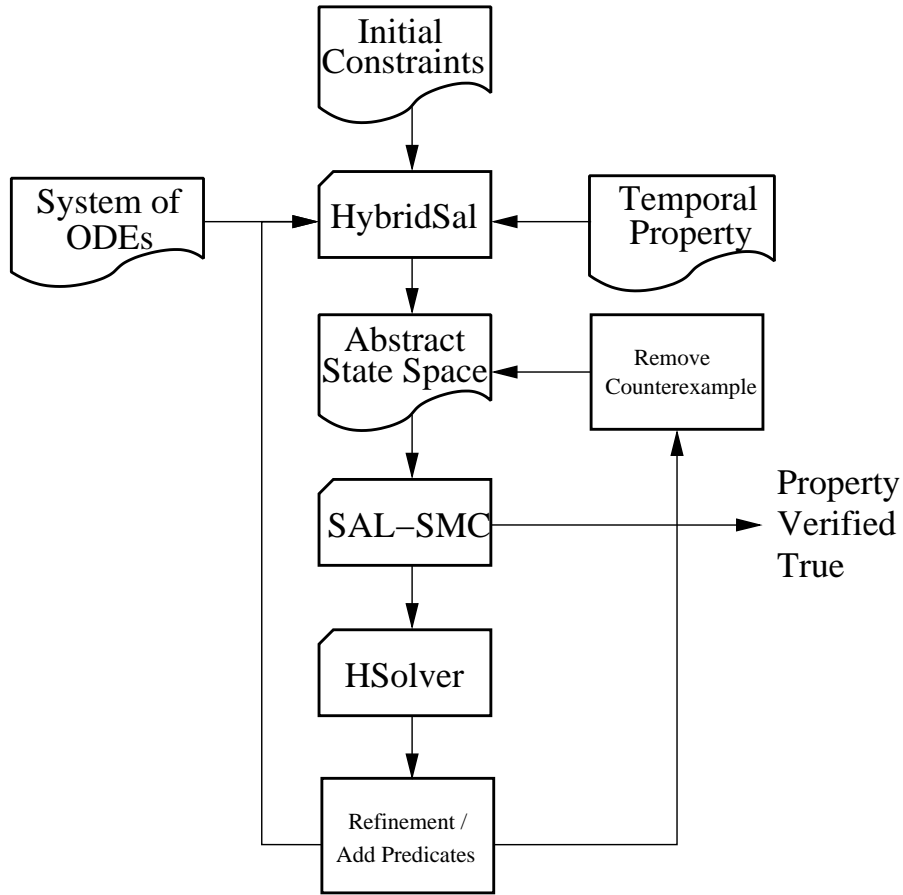 Initial
Constraints
System of
ODEs
HybridSal
Temporal
Property
Abstract
State Space
Remove
Counterexample
SAL–SMC
Property
Verified
True
HSolver
Refinement /
Add Predicates